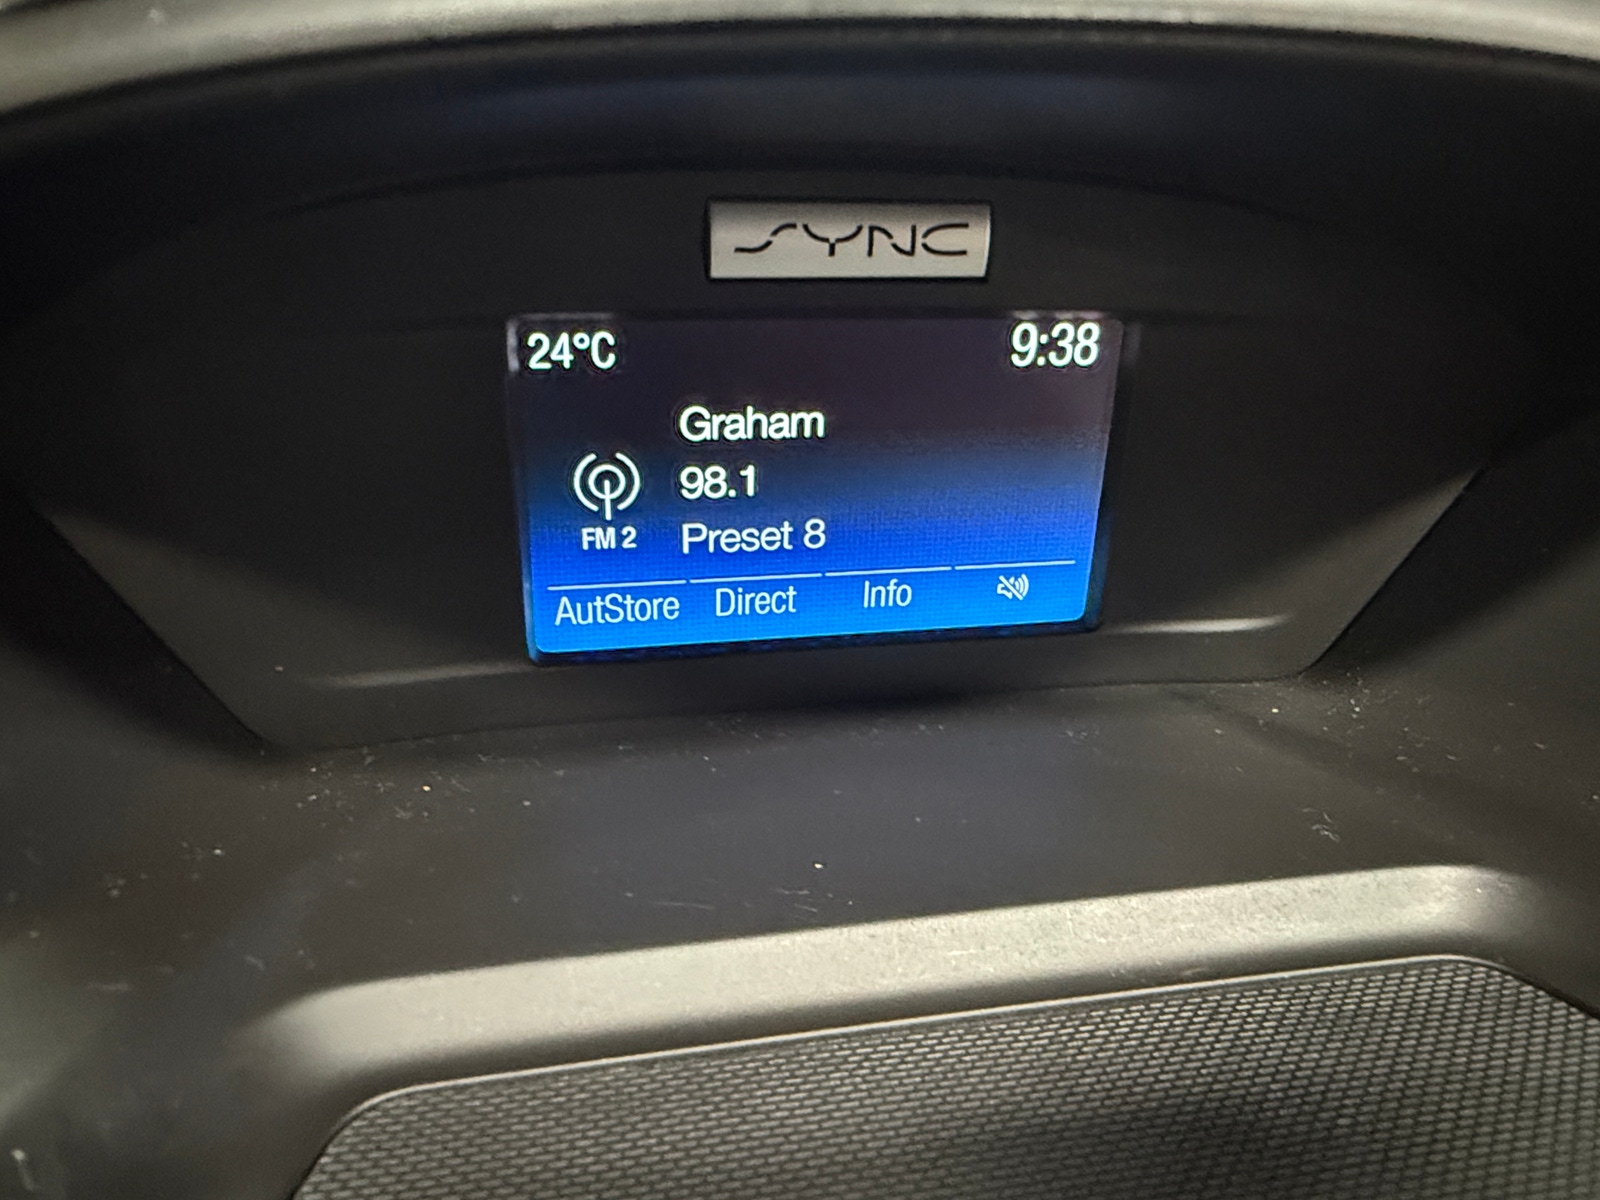 SYNC
24°C 9:38
Graham
98.1
FM 2 Preset 8
AutStore Direct Info